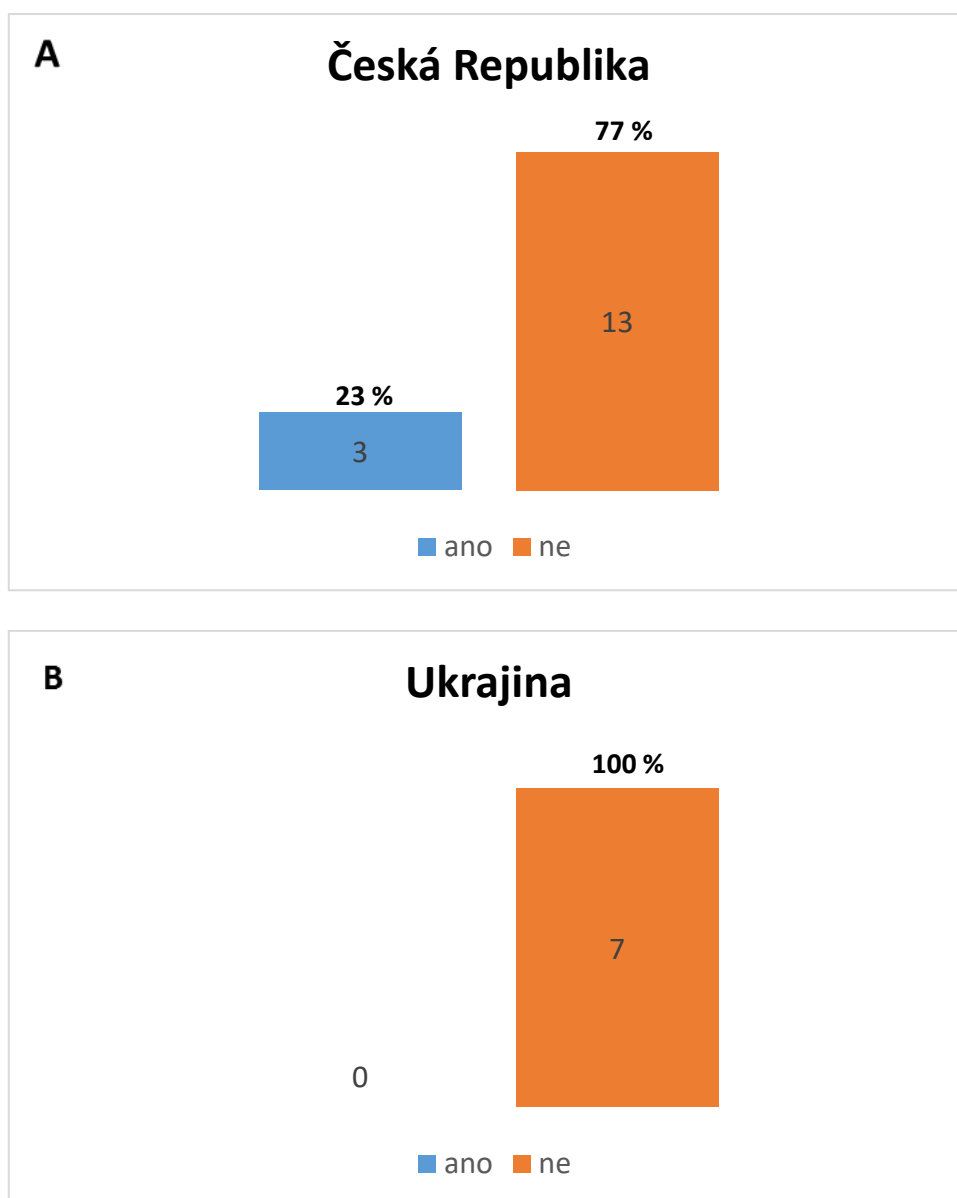 A
Česká Republika
77 %
13
23 %
3
ano ne
B
Ukrajina
100 %
7
0
ano ne